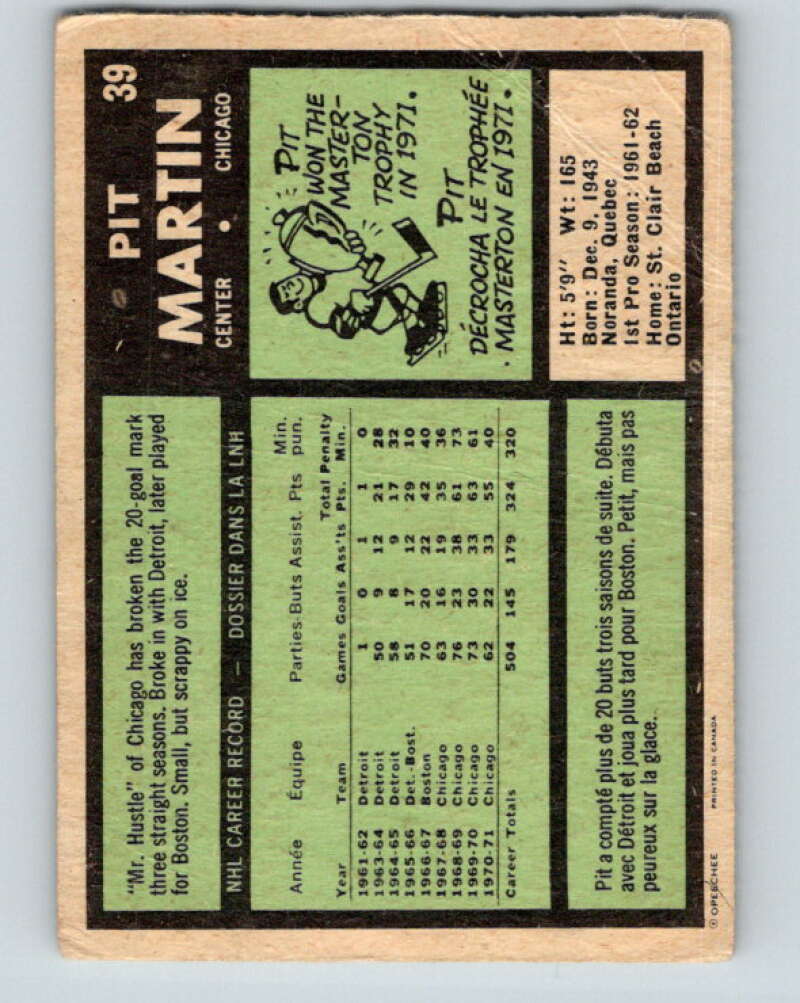 PIT 39
MARTIN
CENTER • CHICAGO
"Mr. Hustle" of Chicago has broken the 20-goal mark
three straight seasons. Broke in with Detroit, later played
for Boston. Small, but scrappy on ice.
PIT
WON THE
MASTER-
TON
TROPHY
IN 1971.
PIT
DÉCROCHA LE TROPHÉE
MASTERTON EN 1971.
NHL CAREER RECORD — DOSSIER DANS LA LNH
Année Équipe Parties-Buts Assist. Pts Min. pun.
Year Team Games Goals Ass'ts Total Pts. Penalty Min.
1961-62 Detroit 1 0 1 1 0
1963-64 Detroit 50 9 12 21 28
1964-65 Detroit 58 8 9 17 32
1965-66 Det.-Bost. 51 17 12 29 10
1966-67 Boston 70 20 22 42 40
1967-68 Chicago 63 16 19 35 36
1968-69 Chicago 76 23 38 61 73
1969-70 Chicago 73 30 33 63 61
1970-71 Chicago 62 22 33 55 40
Career Totals 504 145 179 324 320
Ht: 5'9" Wt: 165
Born: Dec. 9, 1943
Noranda, Quebec
1st Pro Season: 1961-62
Home: St. Clair Beach
Ontario
Pit a compté plus de 20 buts trois saisons de suite. Débuta
avec Détroit et joua plus tard pour Boston. Petit, mais pas
peureux sur la glace.
© OPEECHEE PRINTED IN CANADA